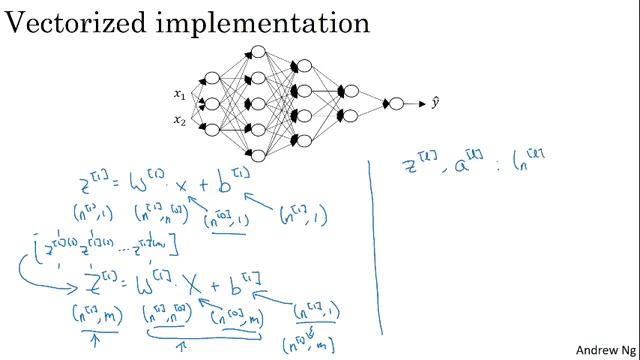 Vectorized implementation
x₁
x₂
ŷ
z^[1] = W^[1] · x + b^[1]
(n^[1], 1) (n^[1], n^[0]) (n^[0], 1) (n^[1], 1)
[z^[1](1) z^[1](2) ... z^[1](m)]
Z^[1] = W^[1] · X + b^[1]
(n^[1], m) (n^[1], n^[0]) (n^[0], m) (n^[1], 1)
(n^[1], m)
z^[l], a^[l] : (n^[l]
Andrew Ng